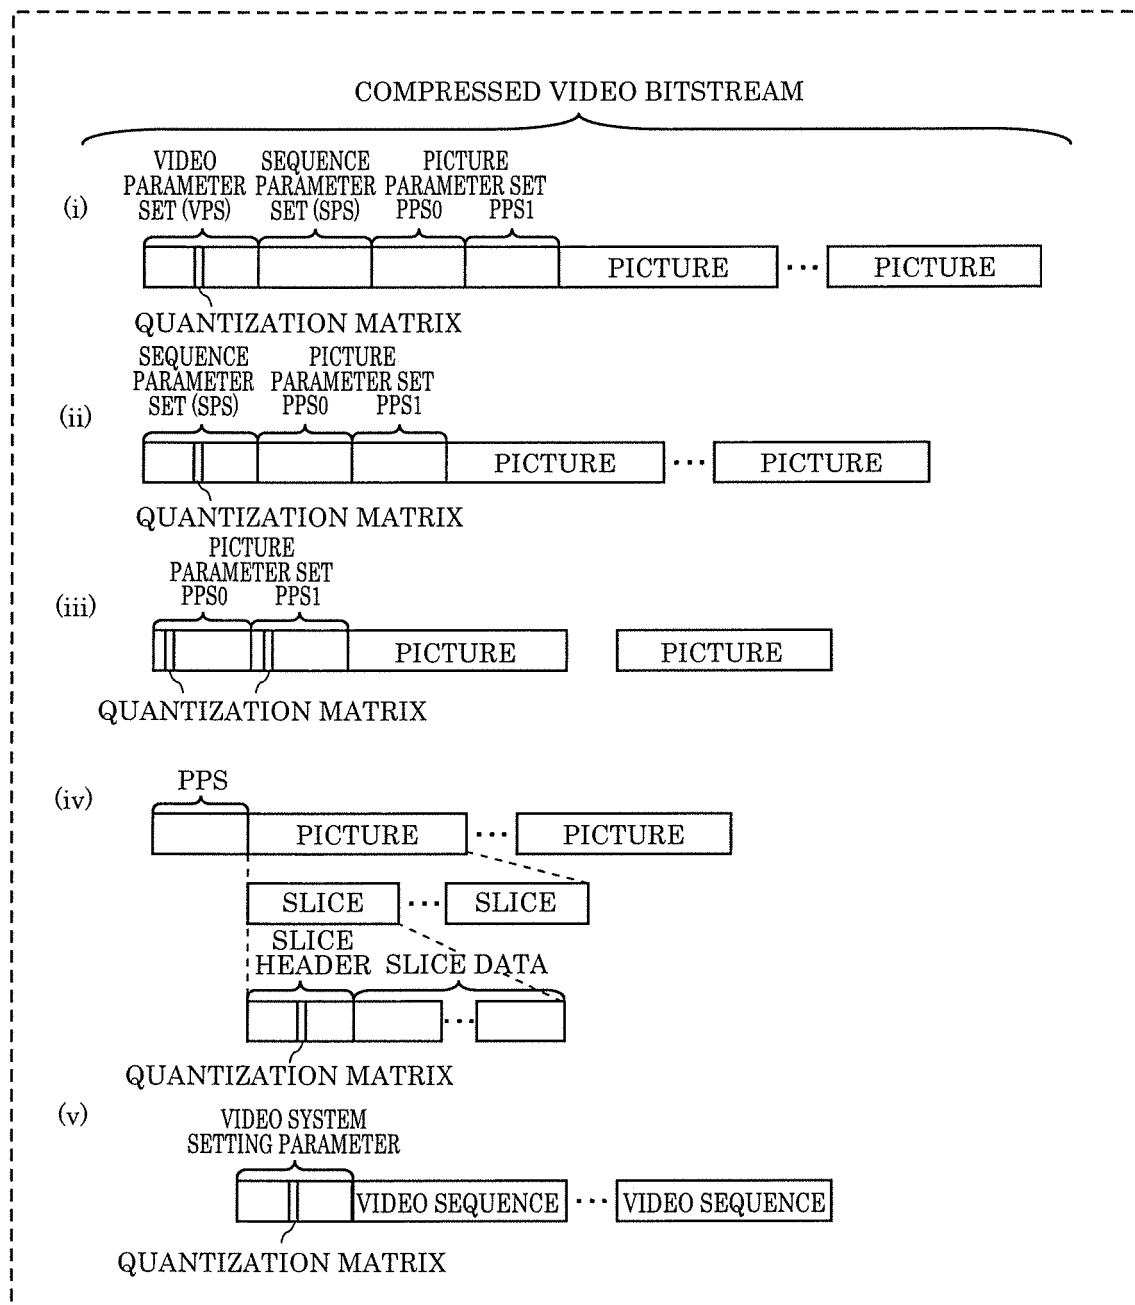 COMPRESSED VIDEO BITSTREAM
(i)
VIDEO
PARAMETER
SET (VPS)
SEQUENCE
PARAMETER
SET (SPS)
PICTURE
PARAMETER SET
PPS0 PPS1
PICTURE ... PICTURE
QUANTIZATION MATRIX
(ii)
SEQUENCE
PARAMETER
SET (SPS)
PICTURE
PARAMETER SET
PPS0 PPS1
PICTURE ... PICTURE
QUANTIZATION MATRIX
(iii)
PICTURE
PARAMETER SET
PPS0 PPS1
PICTURE PICTURE
QUANTIZATION MATRIX
(iv)
PPS
PICTURE ... PICTURE
SLICE ... SLICE
SLICE
HEADER SLICE DATA
...
QUANTIZATION MATRIX
(v)
VIDEO SYSTEM
SETTING PARAMETER
VIDEO SEQUENCE ... VIDEO SEQUENCE
QUANTIZATION MATRIX